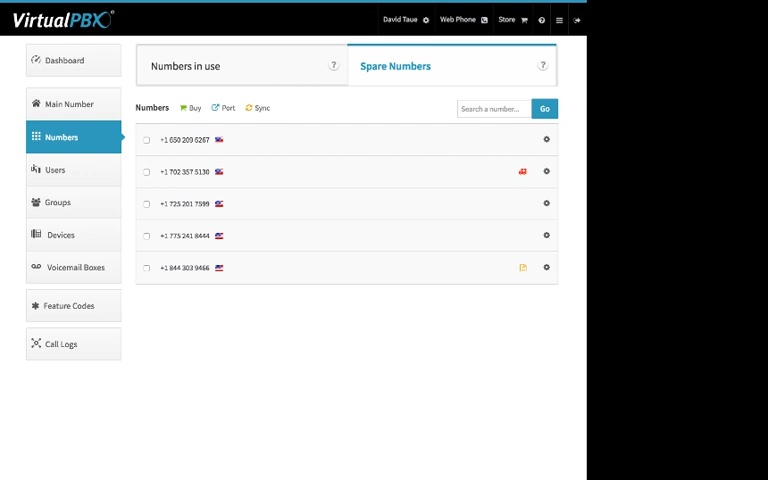 VirtualPBX
David Taue
Web Phone
Store
Dashboard
Main Number
Numbers
Users
Groups
Devices
Voicemail Boxes
Feature Codes
Call Logs
Numbers in use ?
Spare Numbers ?
Numbers Buy Port Sync
Search a number... Go
+1 650 209 6267
+1 702 357 5130
+1 725 201 7599
+1 775 241 8444
+1 844 303 9466